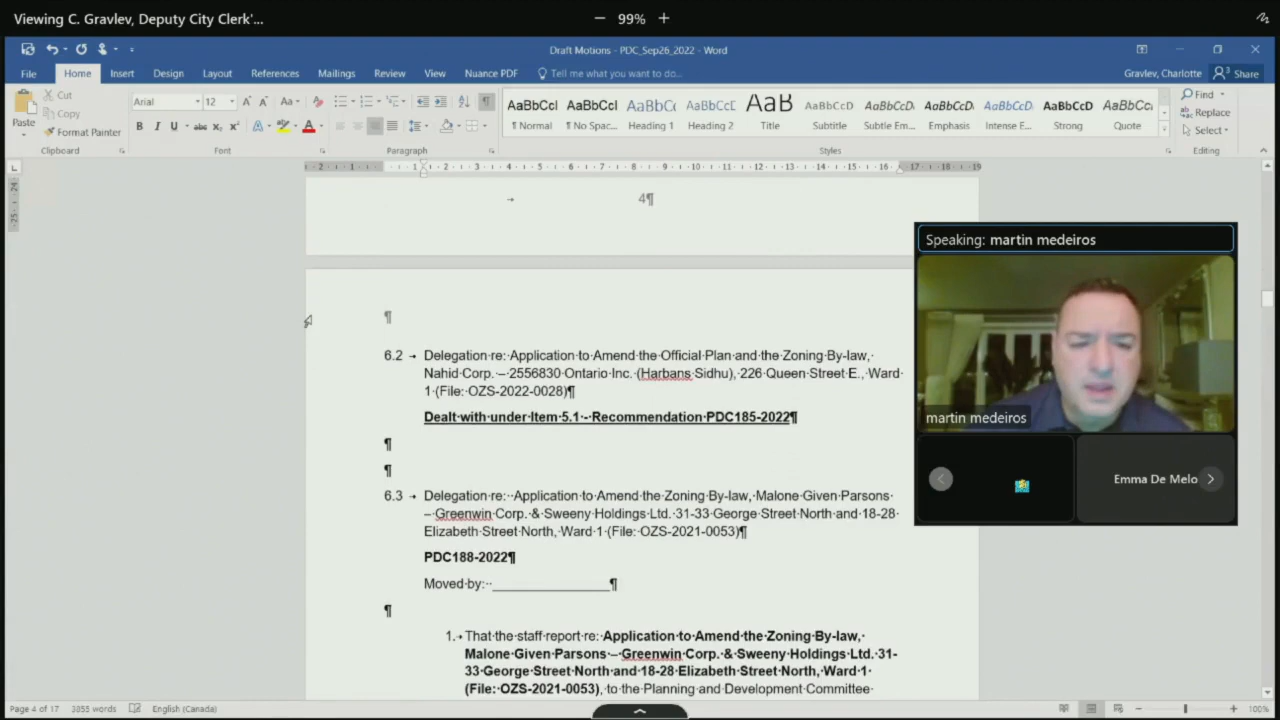 Viewing C. Gravlev, Deputy City Clerk'...
99%
Draft Motions - PDC_Sep26_2022 - Word
File Home Insert Design Layout References Mailings Review View Nuance PDF Tell me what you want to do...
Gravlev, Charlotte Share
Paste
Cut
Copy
Format Painter
Clipboard
Arial 12
Font
Paragraph
AaBbCcI AaBbCcI AaBbCc AaBbCcE AaB AaBbCcD AaBbCcDi AaBbCcDi AaBbCcDi AaBbCcD AaBbCcD
¶ Normal ¶ No Spac... Heading 1 Heading 2 Title Subtitle Subtle Em... Emphasis Intense E... Strong Quote
Styles
Find
Replace
Select
Editing
4¶
¶
6.2 → Delegation re: Application to Amend the Official Plan and the Zoning By-law,
Nahid Corp. – 2556830 Ontario Inc. (Harbans Sidhu), 226 Queen Street E., Ward
1 (File: OZS-2022-0028)¶
Dealt with under Item 5.1 - Recommendation PDC185-2022¶
¶
¶
6.3 → Delegation re: Application to Amend the Zoning By-law, Malone Given Parsons
– Greenwin Corp. & Sweeny Holdings Ltd. 31-33 George Street North and 18-28
Elizabeth Street North, Ward 1 (File: OZS-2021-0053)¶
PDC188-2022¶
Moved by: _________________¶
¶
1. That the staff report re: Application to Amend the Zoning By-law,
Malone Given Parsons – Greenwin Corp. & Sweeny Holdings Ltd. 31-
33 George Street North and 18-28 Elizabeth Street North, Ward 1
(File: OZS-2021-0053), to the Planning and Development Committee
Speaking: martin medeiros
martin medeiros
Emma De Melo
Page 4 of 17 3855 words English (Canada)
100%